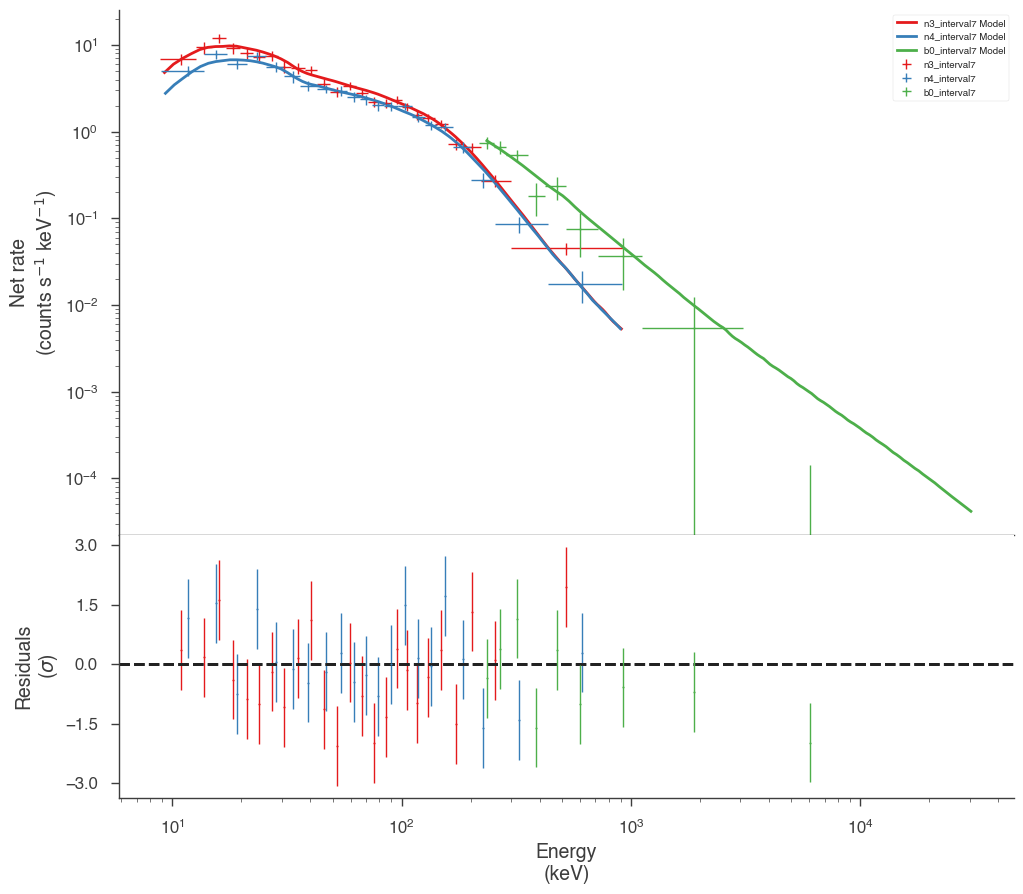 n3_interval7 Model
n4_interval7 Model
b0_interval7 Model
n3_interval7
n4_interval7
b0_interval7
10¹
10⁰
10⁻¹
10⁻²
10⁻³
10⁻⁴
Net rate
(counts s⁻¹ keV⁻¹)
3.0
1.5
0.0
−1.5
−3.0
Residuals
(σ)
10¹ 10² 10³ 10⁴
Energy
(keV)